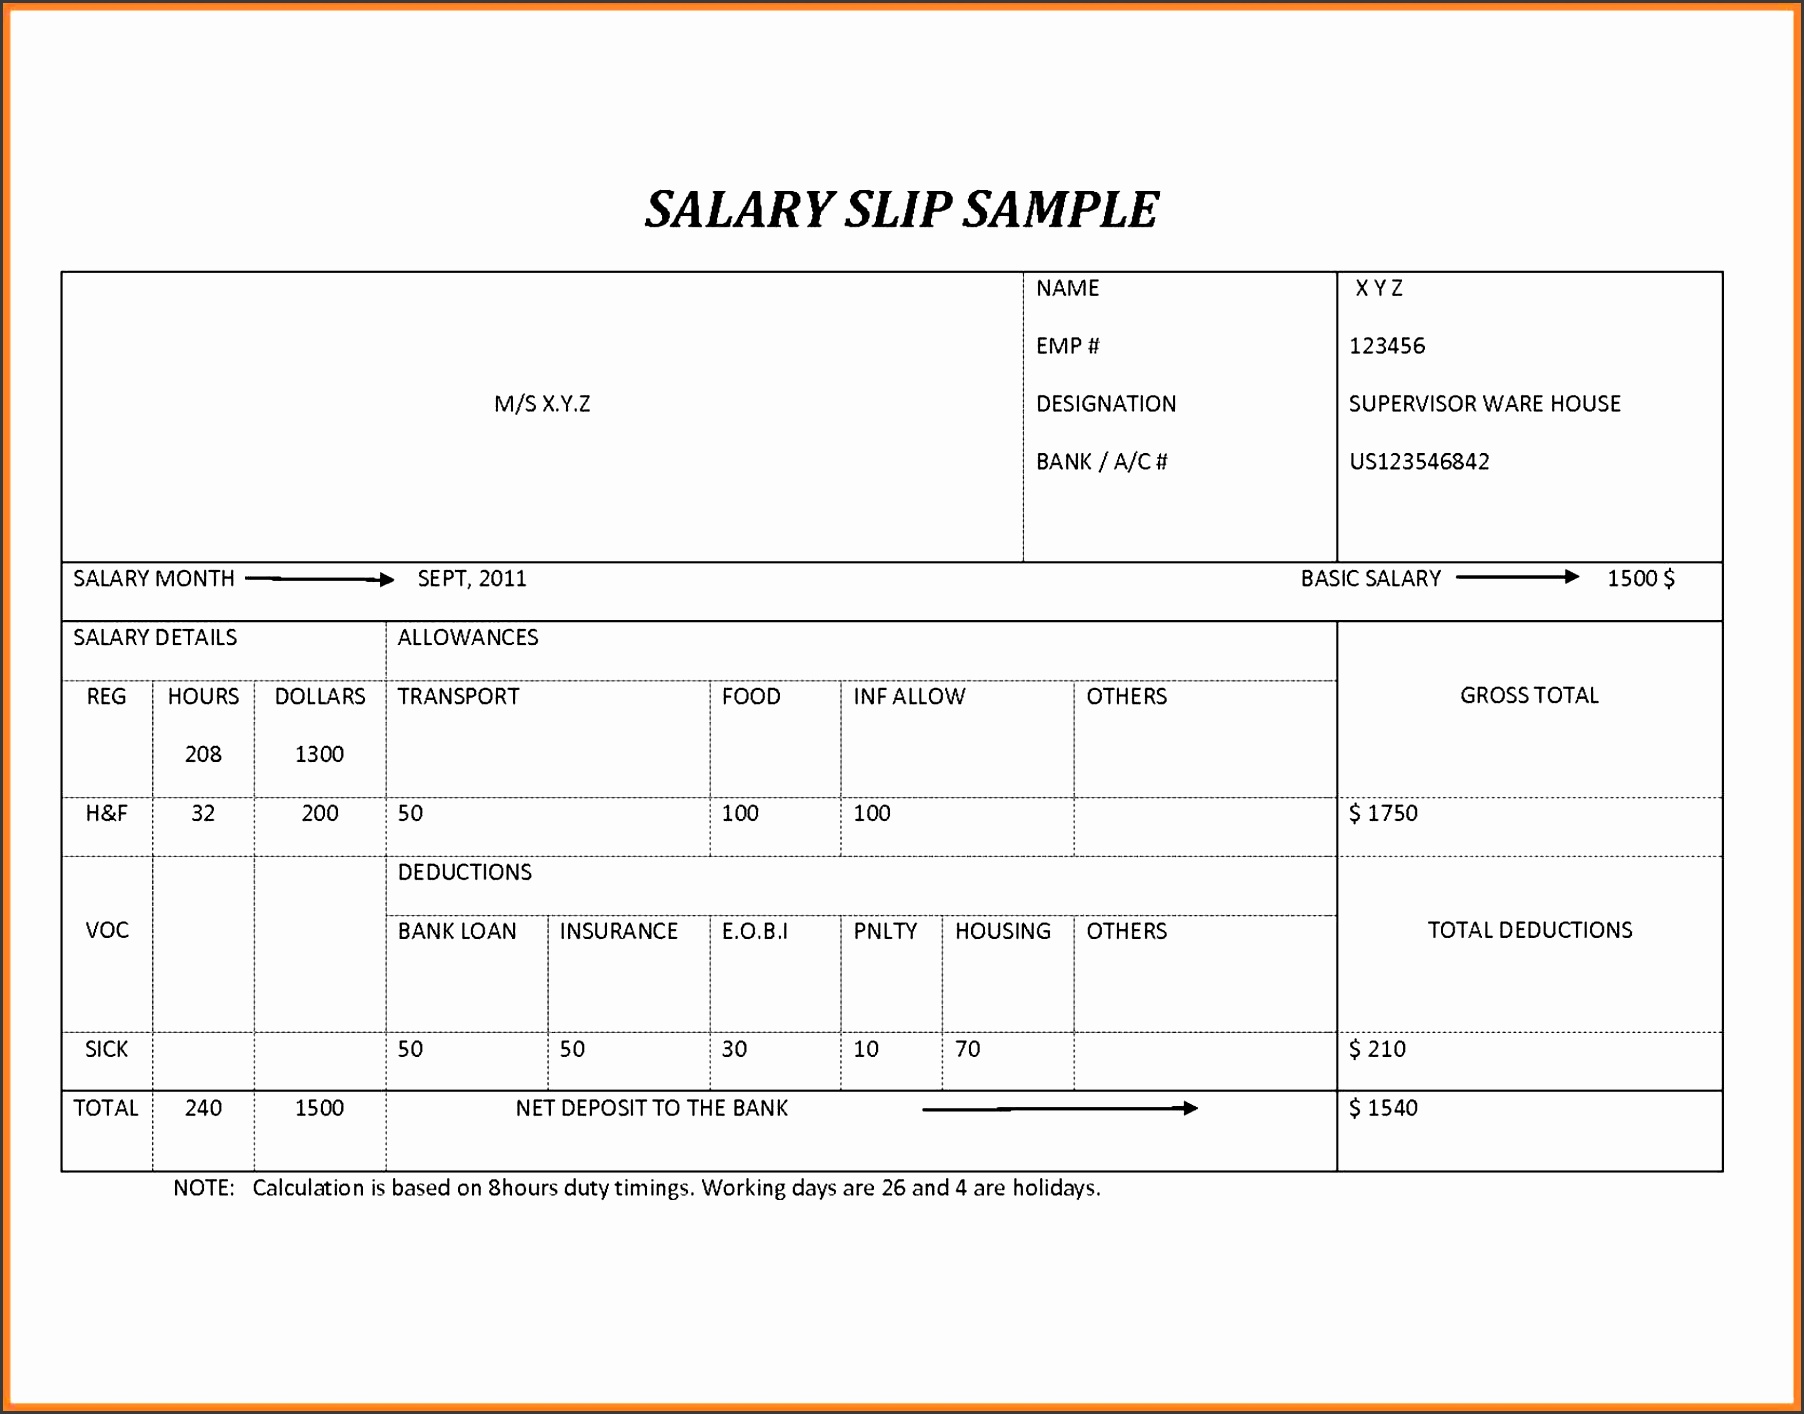 SALARY SLIP SAMPLE
NAME X Y Z
EMP # 123456
M/S X.Y.Z DESIGNATION SUPERVISOR WARE HOUSE
BANK / A/C # US123546842
SALARY MONTH SEPT, 2011 BASIC SALARY 1500 $
SALARY DETAILS ALLOWANCES
REG HOURS DOLLARS TRANSPORT FOOD INF ALLOW OTHERS GROSS TOTAL
208 1300
H&F 32 200 50 100 100 $ 1750
DEDUCTIONS
VOC BANK LOAN INSURANCE E.O.B.I PNLTY HOUSING OTHERS TOTAL DEDUCTIONS
SICK 50 50 30 10 70 $ 210
TOTAL 240 1500 NET DEPOSIT TO THE BANK $ 1540
NOTE: Calculation is based on 8hours duty timings. Working days are 26 and 4 are holidays.